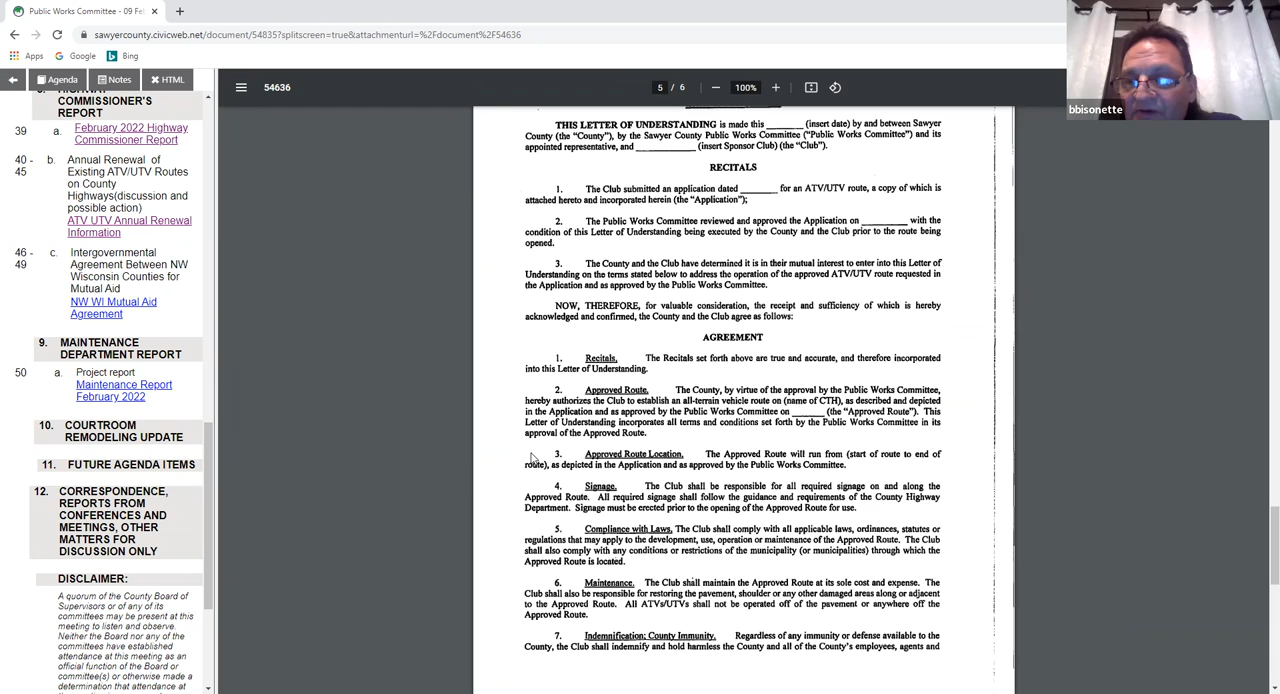 Public Works Committee - 09 Feb
sawyercounty.civicweb.net/document/54835?splitscreen=true&attachmenturl=%2Fdocument%2F54636
Apps Google Bing
Agenda Notes HTML
COMMISSIONER'S
REPORT
39 a. February 2022 Highway
Commissioner Report
40 - b. Annual Renewal of
45 Existing ATV/UTV Routes
on County
Highways(discussion and
possible action)
ATV UTV Annual Renewal
Information
46 - c. Intergovernmental
49 Agreement Between NW
Wisconsin Counties for
Mutual Aid
NW WI Mutual Aid
Agreement
9. MAINTENANCE
DEPARTMENT REPORT
50 a. Project report
Maintenance Report
February 2022
10. COURTROOM
REMODELING UPDATE
11. FUTURE AGENDA ITEMS
12. CORRESPONDENCE,
REPORTS FROM
CONFERENCES AND
MEETINGS, OTHER
MATTERS FOR
DISCUSSION ONLY
DISCLAIMER:
A quorum of the County Board of
Supervisors or of any of its
committees may be present at this
meeting to listen and observe.
Neither the Board nor any of the
committees have established
attendance at this meeting as an
official function of the Board or
committee(s) or otherwise made a
determination that attendance at
54636
5 / 6
100%
THIS LETTER OF UNDERSTANDING is made this ________ (insert date) by and between Sawyer
County (the "County"), by the Sawyer County Public Works Committee ("Public Works Committee") and its
appointed representative, and __________ (insert Sponsor Club) (the "Club").
RECITALS
1. The Club submitted an application dated ________ for an ATV/UTV route, a copy of which is
attached hereto and incorporated herein (the "Application");
2. The Public Works Committee reviewed and approved the Application on __________ with the
condition of this Letter of Understanding being executed by the County and the Club prior to the route being
opened.
3. The County and the Club have determined it is in their mutual interest to enter into this Letter of
Understanding on the terms stated below to address the operation of the approved ATV/UTV route requested in
the Application and as approved by the Public Works Committee.
NOW, THEREFORE, for valuable consideration, the receipt and sufficiency of which is hereby
acknowledged and confirmed, the County and the Club agree as follows:
AGREEMENT
1. Recitals. The Recitals set forth above are true and accurate, and therefore incorporated
into this Letter of Understanding.
2. Approved Route. The County, by virtue of the approval by the Public Works Committee,
hereby authorizes the Club to establish an all-terrain vehicle route on (name of CTH), as described and depicted
in the Application and as approved by the Public Works Committee on _______ (the "Approved Route"). This
Letter of Understanding incorporates all terms and conditions set forth by the Public Works Committee in its
approval of the Approved Route.
3. Approved Route Location. The Approved Route will run from (start of route to end of
route), as depicted in the Application and as approved by the Public Works Committee.
4. Signage. The Club shall be responsible for all required signage on and along the
Approved Route. All required signage shall follow the guidance and requirements of the County Highway
Department. Signage must be erected prior to the opening of the Approved Route for use.
5. Compliance with Laws. The Club shall comply with all applicable laws, ordinances, statutes or
regulations that may apply to the development, use, operation or maintenance of the Approved Route. The Club
shall also comply with any conditions or restrictions of the municipality (or municipalities) through which the
Approved Route is located.
6. Maintenance. The Club shall maintain the Approved Route at its sole cost and expense. The
Club shall also be responsible for restoring the pavement, shoulder or any other damaged areas along or adjacent
to the Approved Route. All ATVs/UTVs shall not be operated off of the pavement or anywhere off the
Approved Route.
7. Indemnification; County Immunity. Regardless of any immunity or defense available to the
County, the Club shall indemnify and hold harmless the County and all of the County's employees, agents and
bbisonette